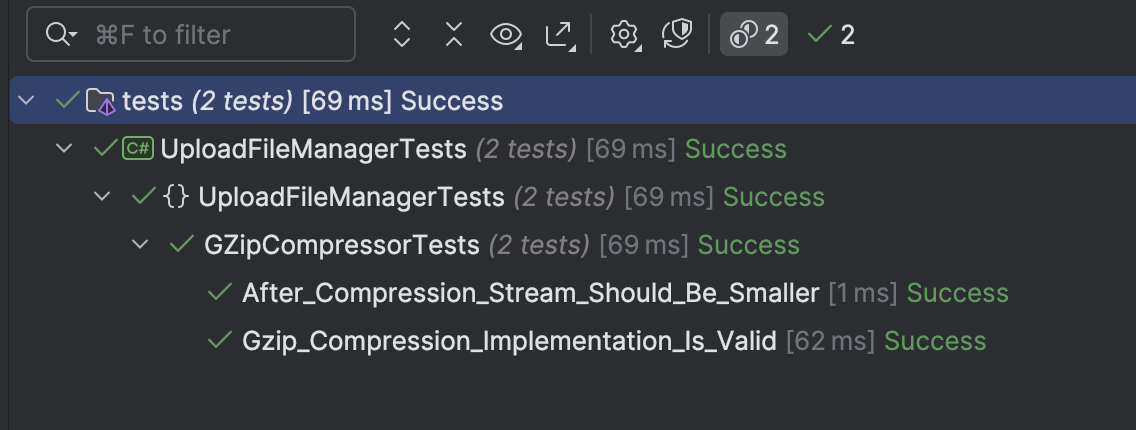 ⌘F to filter 2 2
tests (2 tests) [69 ms] Success
C# UploadFileManagerTests (2 tests) [69 ms] Success
{} UploadFileManagerTests (2 tests) [69 ms] Success
GZipCompressorTests (2 tests) [69 ms] Success
After_Compression_Stream_Should_Be_Smaller [1 ms] Success
Gzip_Compression_Implementation_Is_Valid [62 ms] Success